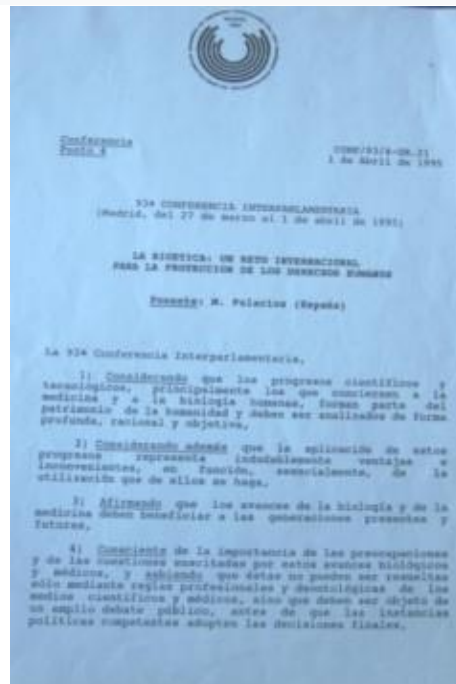 Conferencia
Punto 4
1 de Abril de 1995
93ª CONFERENCIA INTERPARLAMENTARIA
(Madrid, del 27 de marzo al 1 de abril de 1995)
LA BIOETICA: UN RETO INTERNACIONAL
PARA LA PROTECCION DE LOS DERECHOS HUMANOS
Ponente: M. Palacios (España)
La 93ª Conferencia Interparlamentaria,
1) Considerando que los progresos científicos y
tecnológicos, principalmente los que conciernen a la
medicina y a la biología humanas, forman parte del
patrimonio de la humanidad y deben ser analizados de forma
profunda, racional y objetiva,
2) Considerando además que la aplicación de estos
progresos representa indudablemente ventajas e
inconvenientes, en función, esencialmente, de la
utilización que de ellos se haga,
3) Afirmando que los avances de la biología y de la
medicina deben beneficiar a las generaciones presentes y
futuras,
4) Consciente de la importancia de las preocupaciones
y de las cuestiones suscitadas por estos avances biológicos
y médicos, y sabiendo que éstas no pueden ser resueltas
sólo mediante reglas profesionales y deontológicas de los
medios científicos y médicos, sino que deben ser objeto de
un amplio debate público, antes de que las instancias
políticas competentes adopten las decisiones finales,